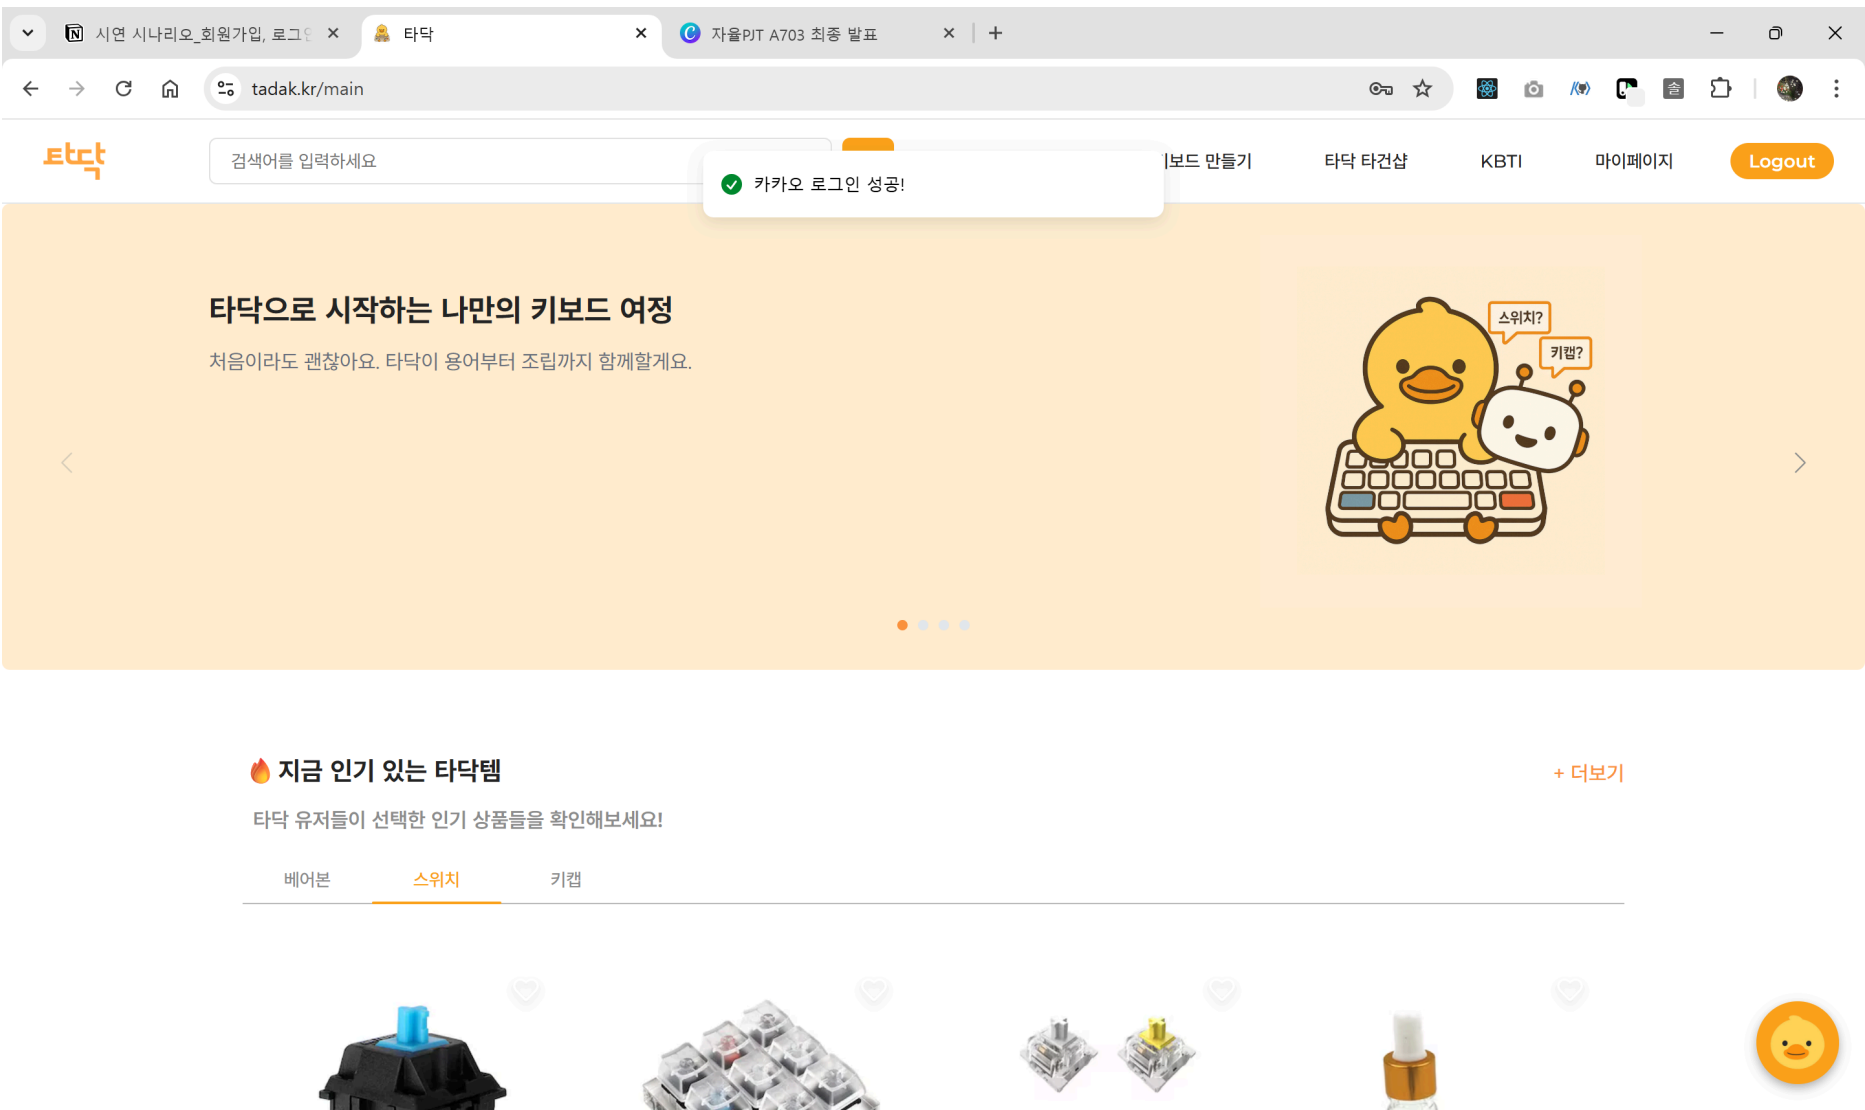 시연 시나리오_회원가입, 로그인
타닥
자율PJT A703 최종 발표
tadak.kr/main
솔
타닥
검색어를 입력하세요
카카오 로그인 성공!
보드 만들기
타닥 타건샵
KBTI
마이페이지
Logout
타닥으로 시작하는 나만의 키보드 여정
처음이라도 괜찮아요. 타닥이 용어부터 조립까지 함께할게요.
스위치?
키캡?
🔥 지금 인기 있는 타닥템
+ 더보기
타닥 유저들이 선택한 인기 상품들을 확인해보세요!
베어본
스위치
키캡